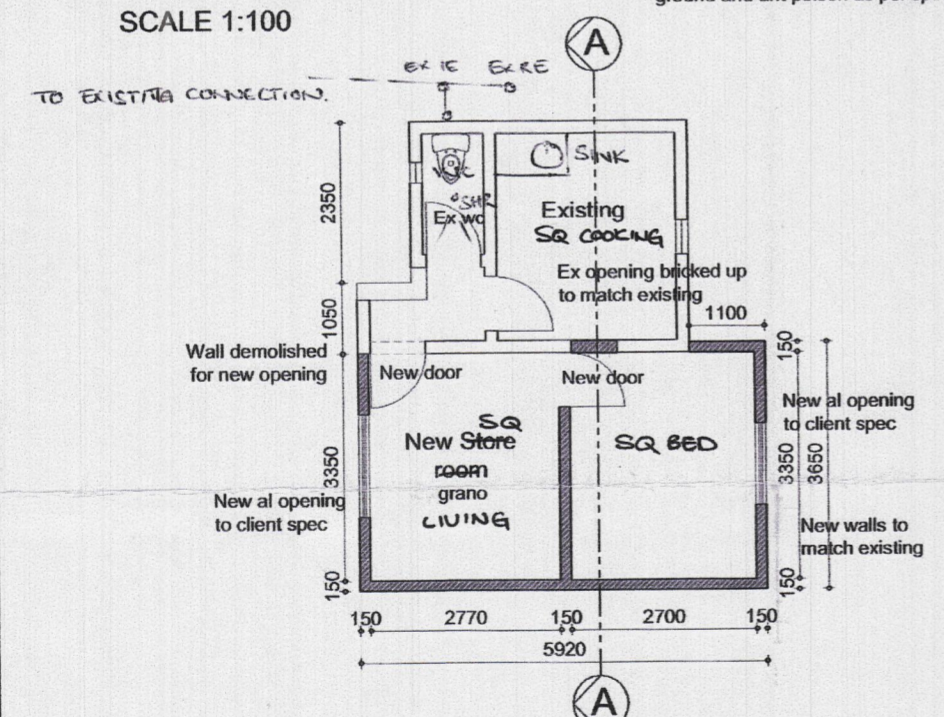 SCALE 1:100
A
EX IE EX RE
TO EXISTING CONNECTION.
SINK
WC
SHR
Ex wc
Existing
SQ COOKING
2350
Ex opening bricked up
to match existing
1100
1050
150
Wall demolished
for new opening
New door
New door
New al opening
to client spec
SQ
New Store
room
grano
LIVING
SQ BED
3350
3350
3650
New al opening
to client spec
New walls to
match existing
150
150
150 2770 150 2700 150
5920
A